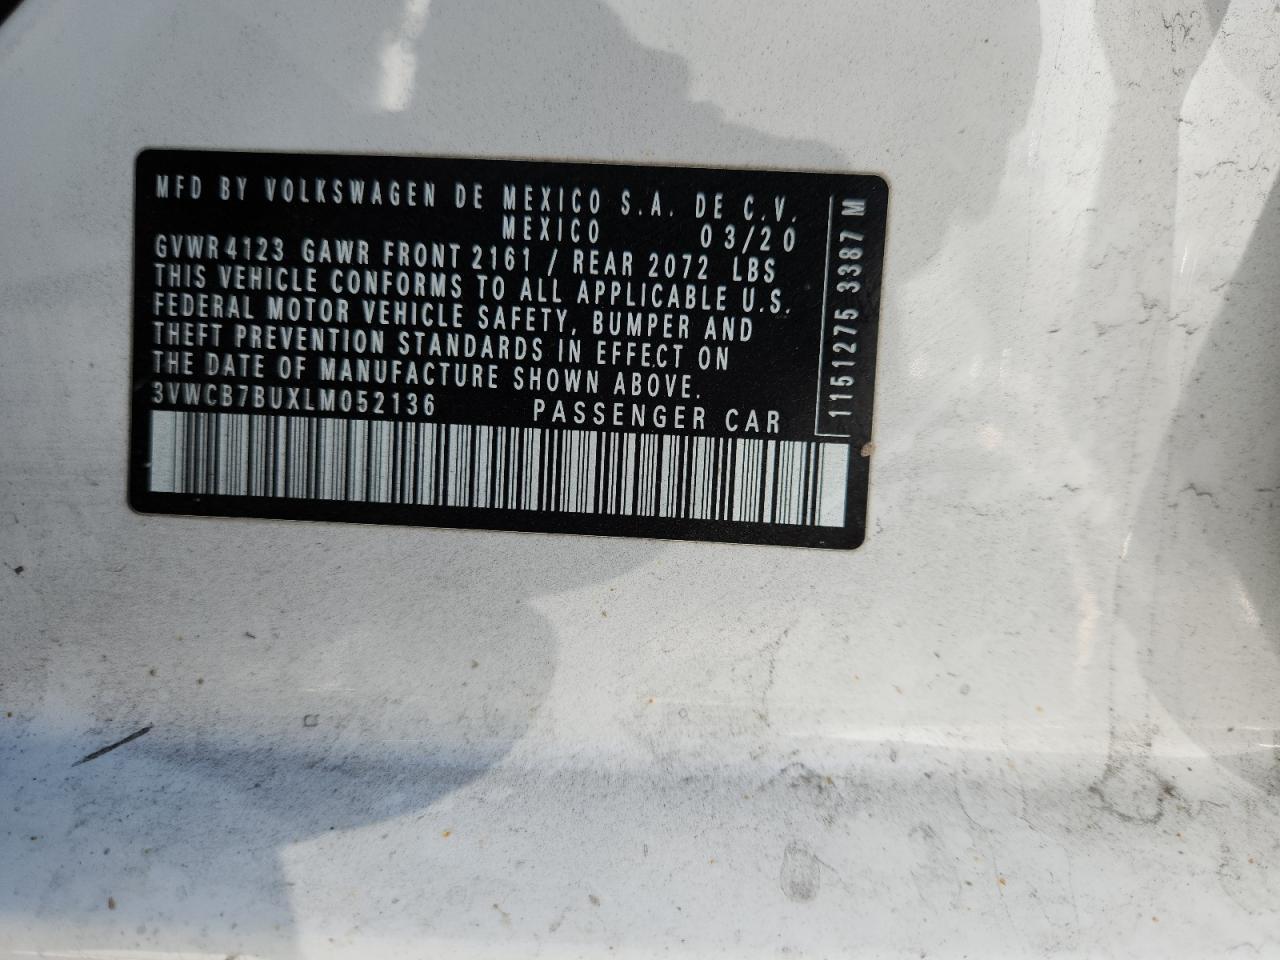 MFD BY VOLKSWAGEN DE MEXICO S.A. DE C.V.
MEXICO 03/20
GVWR 4123 GAWR FRONT 2161 / REAR 2072 LBS
THIS VEHICLE CONFORMS TO ALL APPLICABLE U.S.
FEDERAL MOTOR VEHICLE SAFETY, BUMPER AND
THEFT PREVENTION STANDARDS IN EFFECT ON
THE DATE OF MANUFACTURE SHOWN ABOVE.
3VWCB7BUXLM052136 PASSENGER CAR
1151275 3387 M